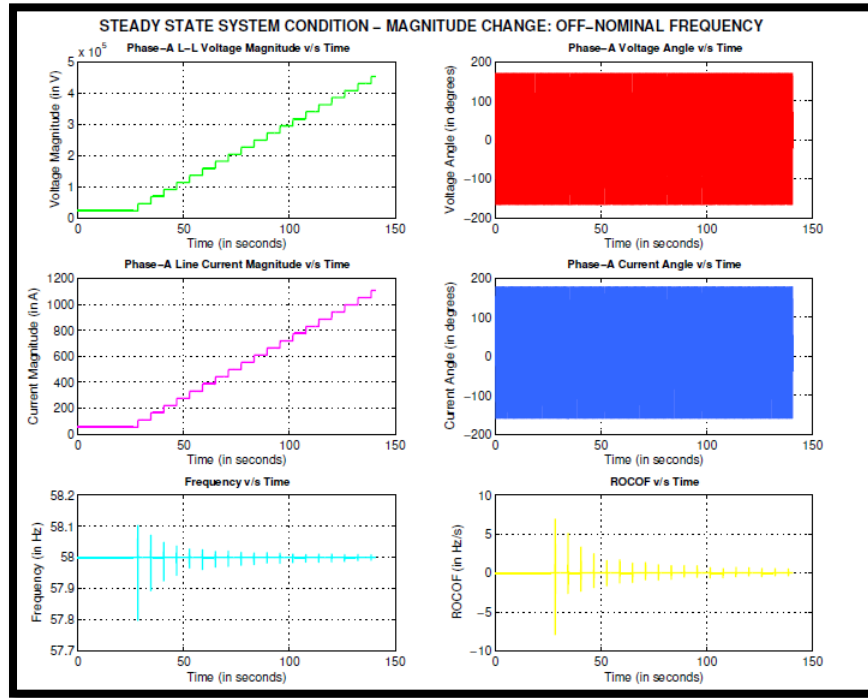 STEADY STATE SYSTEM CONDITION – MAGNITUDE CHANGE: OFF–NOMINAL FREQUENCY
Phase–A L–L Voltage Magnitude v/s Time
x 10^5
Voltage Magnitude (in V)
5
4
3
2
1
0
0 50 100 150
Time (in seconds)
Phase–A Voltage Angle v/s Time
Voltage Angle (in degrees)
200
100
0
−100
−200
0 50 100 150
Time (in seconds)
Phase–A Line Current Magnitude v/s Time
Current Magnitude (in A)
1200
1000
800
600
400
200
0
0 50 100 150
Time (in seconds)
Phase–A Current Angle v/s Time
Current Angle (in degrees)
200
100
0
−100
−200
0 50 100 150
Time (in seconds)
Frequency v/s Time
Frequency (in Hz)
58.2
58.1
58
57.9
57.8
57.7
0 50 100 150
Time (in seconds)
ROCOF v/s Time
ROCOF (in Hz/s)
10
5
0
−5
−10
0 50 100 150
Time (in seconds)